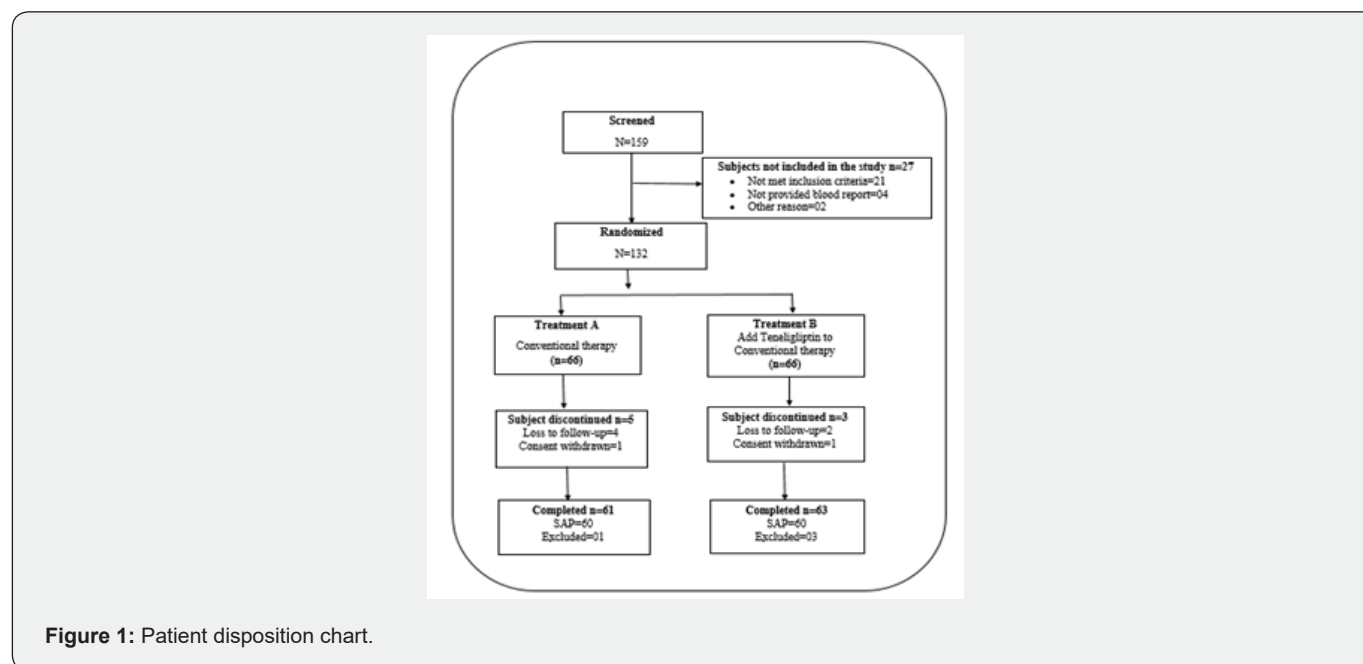 Screened
N=159
Subjects not included in the study n=27
• Not met inclusion criteria=21
• Not provided blood report=04
• Other reason=02
Randomized
N=132
Treatment A
Conventional therapy
(n=66)
Treatment B
Add Teneligliptin to
Conventional therapy
(n=66)
Subject discontinued n=5
Loss to follow-up=4
Consent withdrawn=1
Subject discontinued n=3
Loss to follow-up=2
Consent withdrawn=1
Completed n=61
SAP=60
Excluded=01
Completed n=63
SAP=60
Excluded=03
Figure 1: Patient disposition chart.